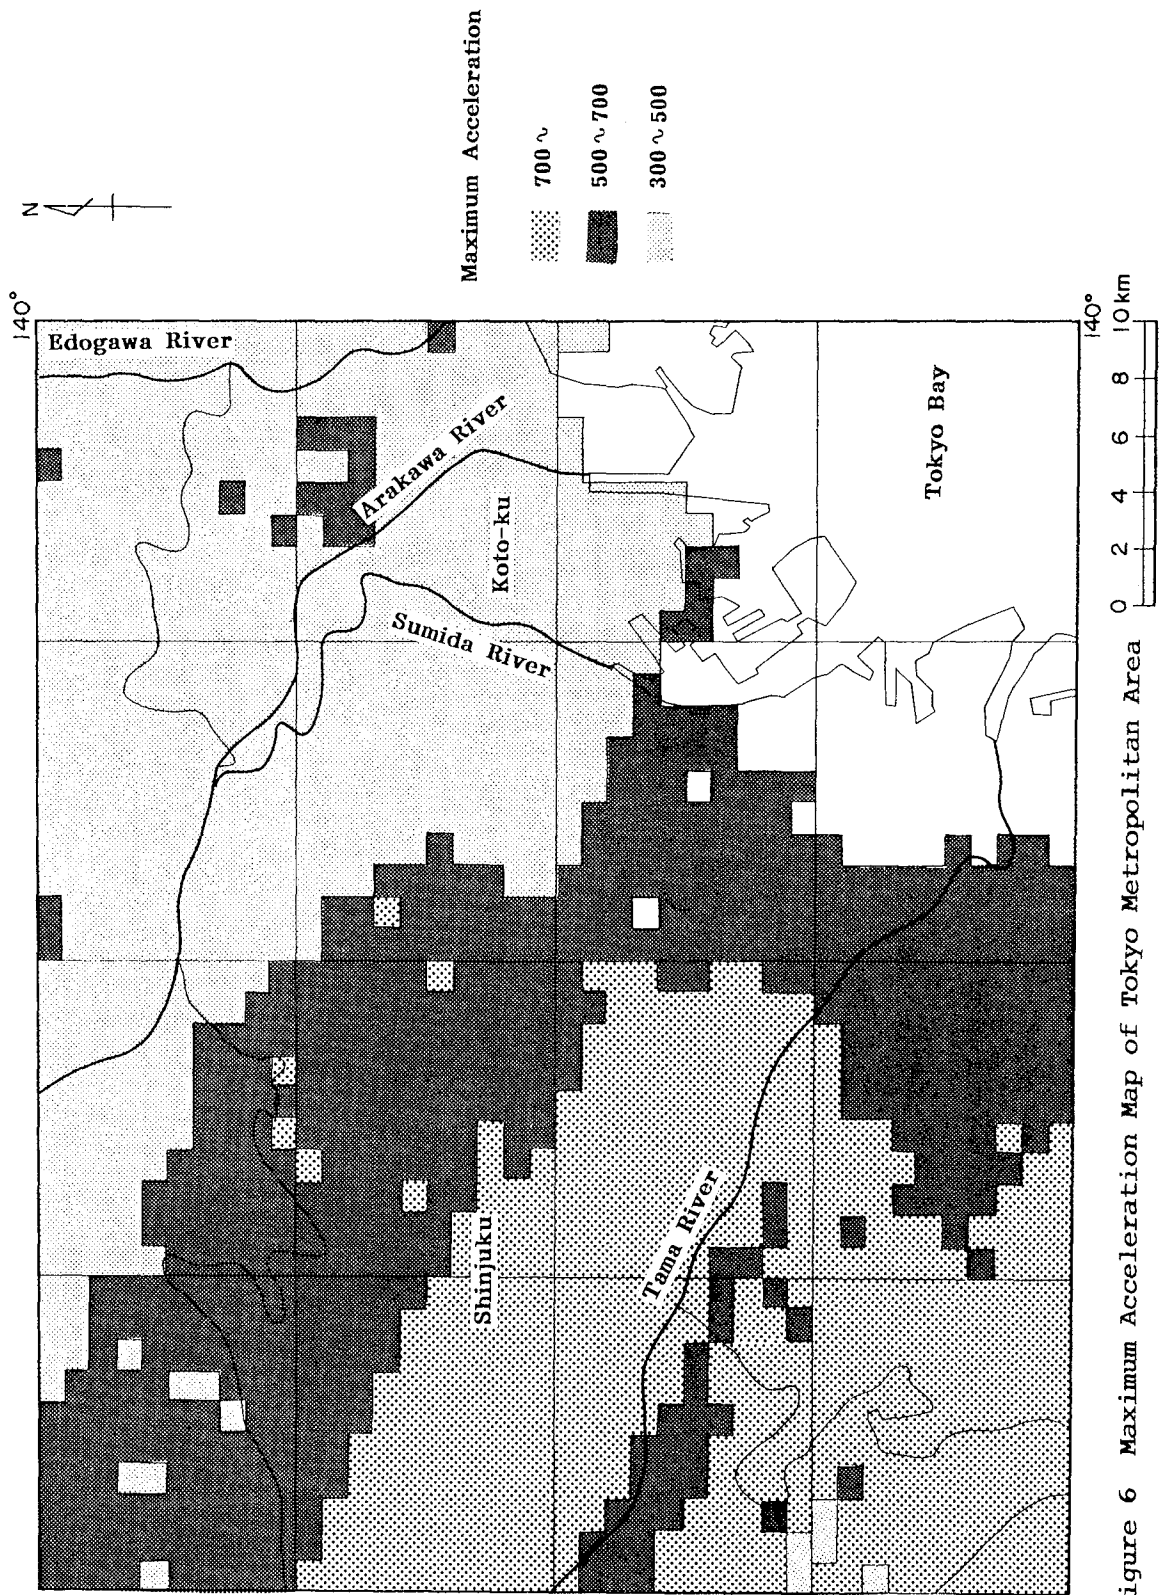 N
140°
Edogawa River
Arakawa River
Koto-ku
Sumida River
Shinjuku
Tama River
Tokyo Bay
140°
Maximum Acceleration
700~
500~700
300~500
0 2 4 6 8 10km
igure 6 Maximum Acceleration Map of Tokyo Metropolitan Area